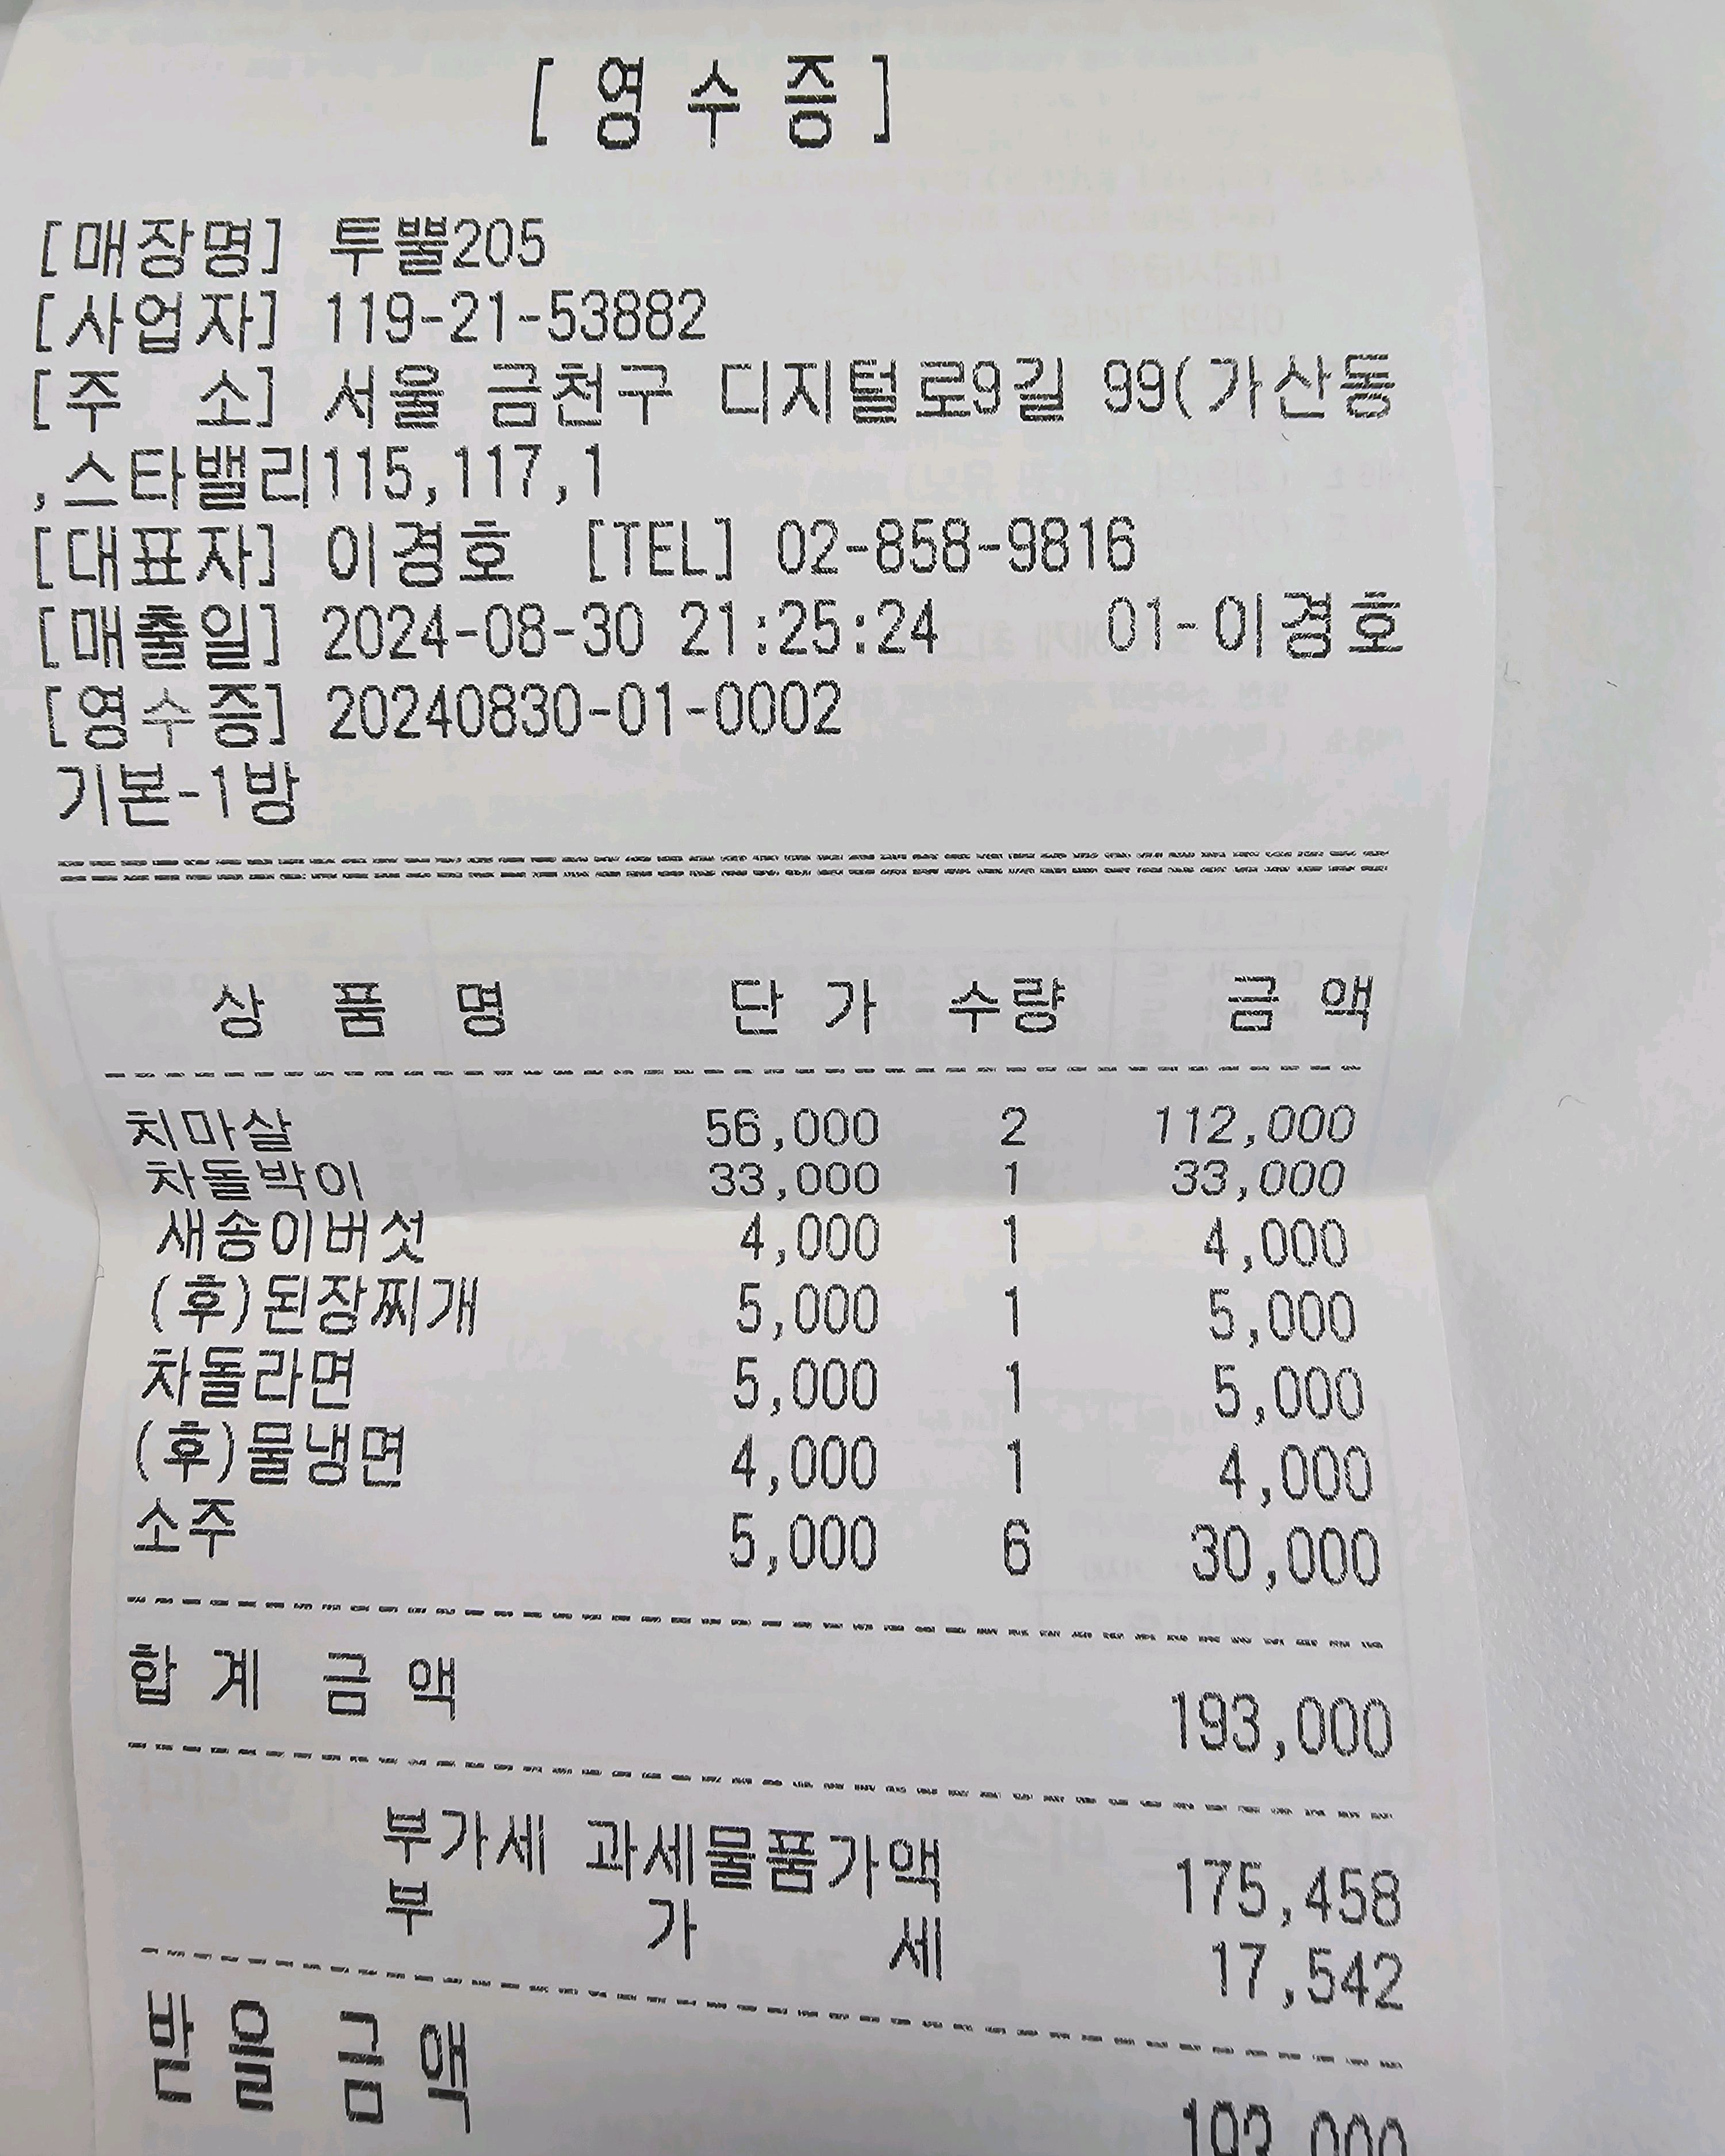 [ 영 수 증 ]
[매장명] 투뿔205
[사업자] 119-21-53882
[주 소] 서울 금천구 디지털로9길 99(가산동
,스타밸리115,117,1
[대표자] 이경호 [TEL] 02-858-9816
[매출일] 2024-08-30 21:25:24 01-이경호
[영수증] 20240830-01-0002
기본-1방
상 품 명 단 가 수량 금 액
치마살 56,000 2 112,000
차돌박이 33,000 1 33,000
새송이버섯 4,000 1 4,000
(후)된장찌개 5,000 1 5,000
차돌라면 5,000 1 5,000
(후)물냉면 4,000 1 4,000
소주 5,000 6 30,000
합 계 금 액 193,000
부가세 과세물품가액 175,458
부 가 세 17,542
받 을 금 액 193,000